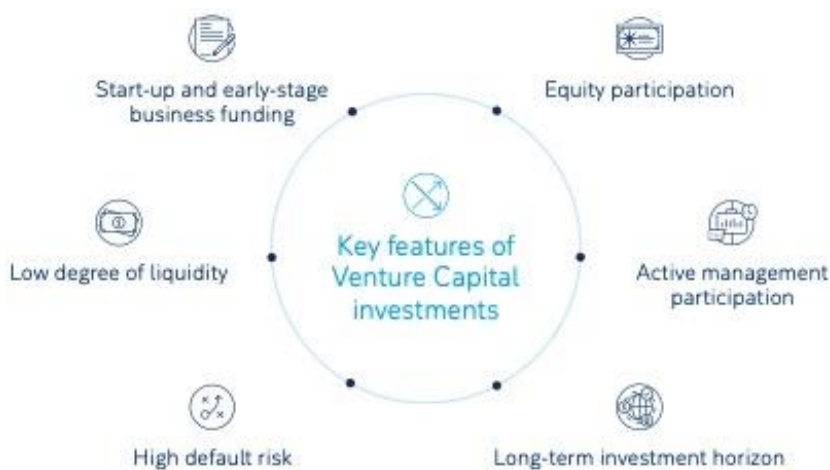 Start-up and early-stage
business funding
Equity participation
Key features of
Venture Capital
investments
Low degree of liquidity
Active management
participation
High default risk
Long-term investment horizon